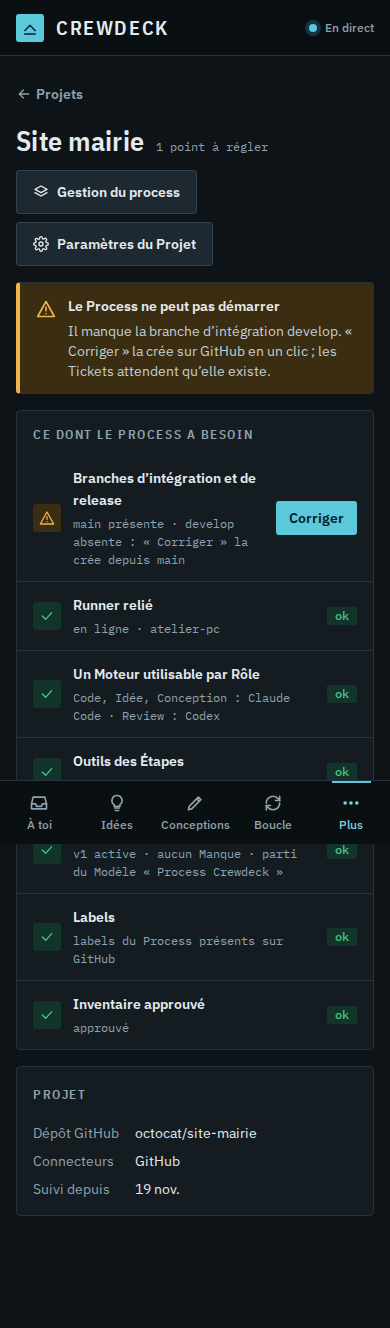 CREWDECK
En direct
← Projets
Site mairie
1 point à régler
Gestion du process
Paramètres du Projet
Le Process ne peut pas démarrer
Il manque la branche d’intégration develop. «
Corriger » la crée sur GitHub en un clic ; les
Tickets attendent qu’elle existe.
CE DONT LE PROCESS A BESOIN
Branches d’intégration et de
release
main présente · develop
absente : « Corriger » la
crée depuis main
Corriger
Runner relié
en ligne · atelier-pc
ok
Un Moteur utilisable par Rôle
Code, Idée, Conception : Claude
Code · Review : Codex
ok
Outils des Étapes
ok
À toi
Idées
Conceptions
Boucle
Plus
v1 active · aucun Manque · parti
du Modèle « Process Crewdeck »
ok
Labels
labels du Process présents sur
GitHub
ok
Inventaire approuvé
approuvé
ok
PROJET
Dépôt GitHub octocat/site-mairie
Connecteurs GitHub
Suivi depuis 19 nov.